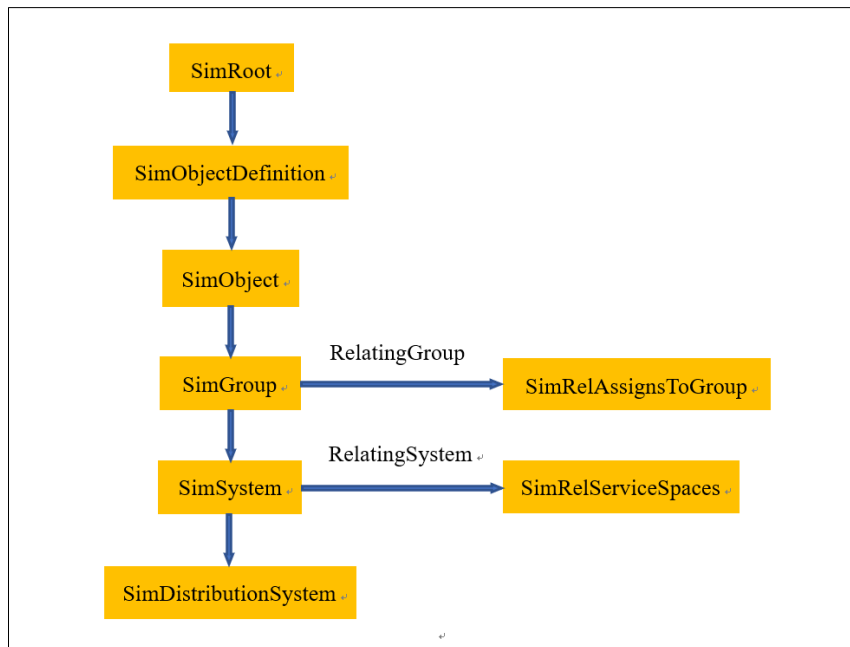 SimRoot
SimObjectDefinition
SimObject
RelatingGroup
SimGroup
SimRelAssignsToGroup
RelatingSystem
SimSystem
SimRelServiceSpaces
SimDistributionSystem